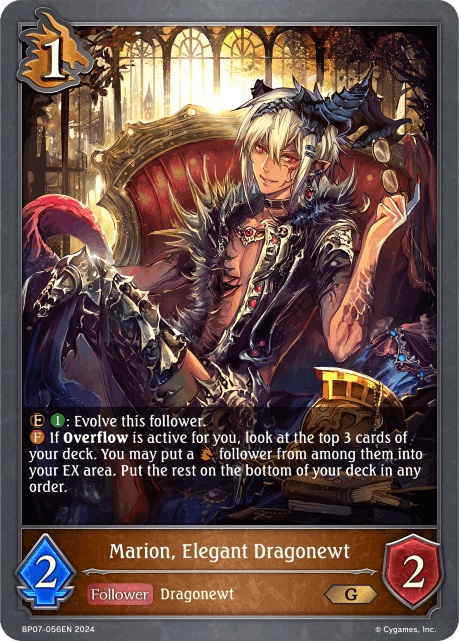 1
E 1: Evolve this follower.
F If Overflow is active for you, look at the top 3 cards of
your deck. You may put a follower from among them into
your EX area. Put the rest on the bottom of your deck in any
order.
Marion, Elegant Dragonewt
2
Follower Dragonewt G
2
BP07-056EN 2024 © Cygames, Inc.